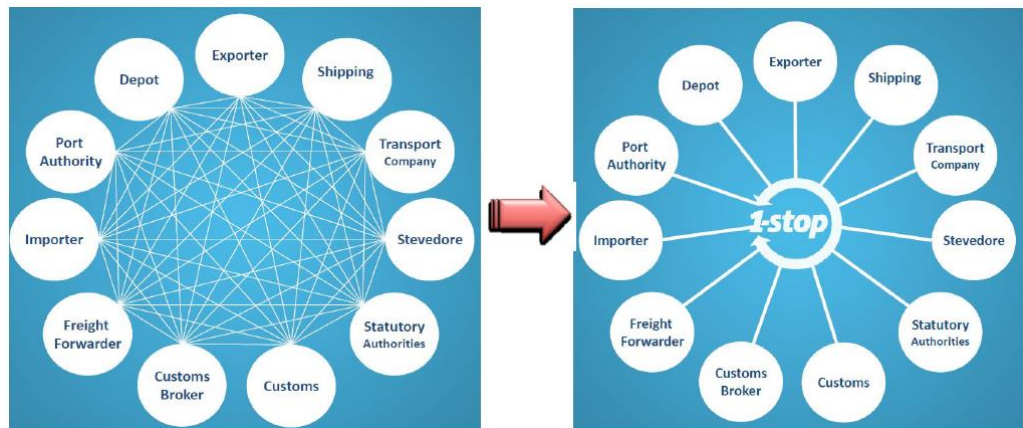 Exporter
Shipping
Depot
Transport
Company
Port
Authority
Stevedore
Importer
Statutory
Authorities
Freight
Forwarder
Customs
Customs
Broker
Exporter
Shipping
Depot
Transport
Company
Port
Authority
1-stop
Importer
Stevedore
Freight
Forwarder
Statutory
Authorities
Customs
Broker
Customs